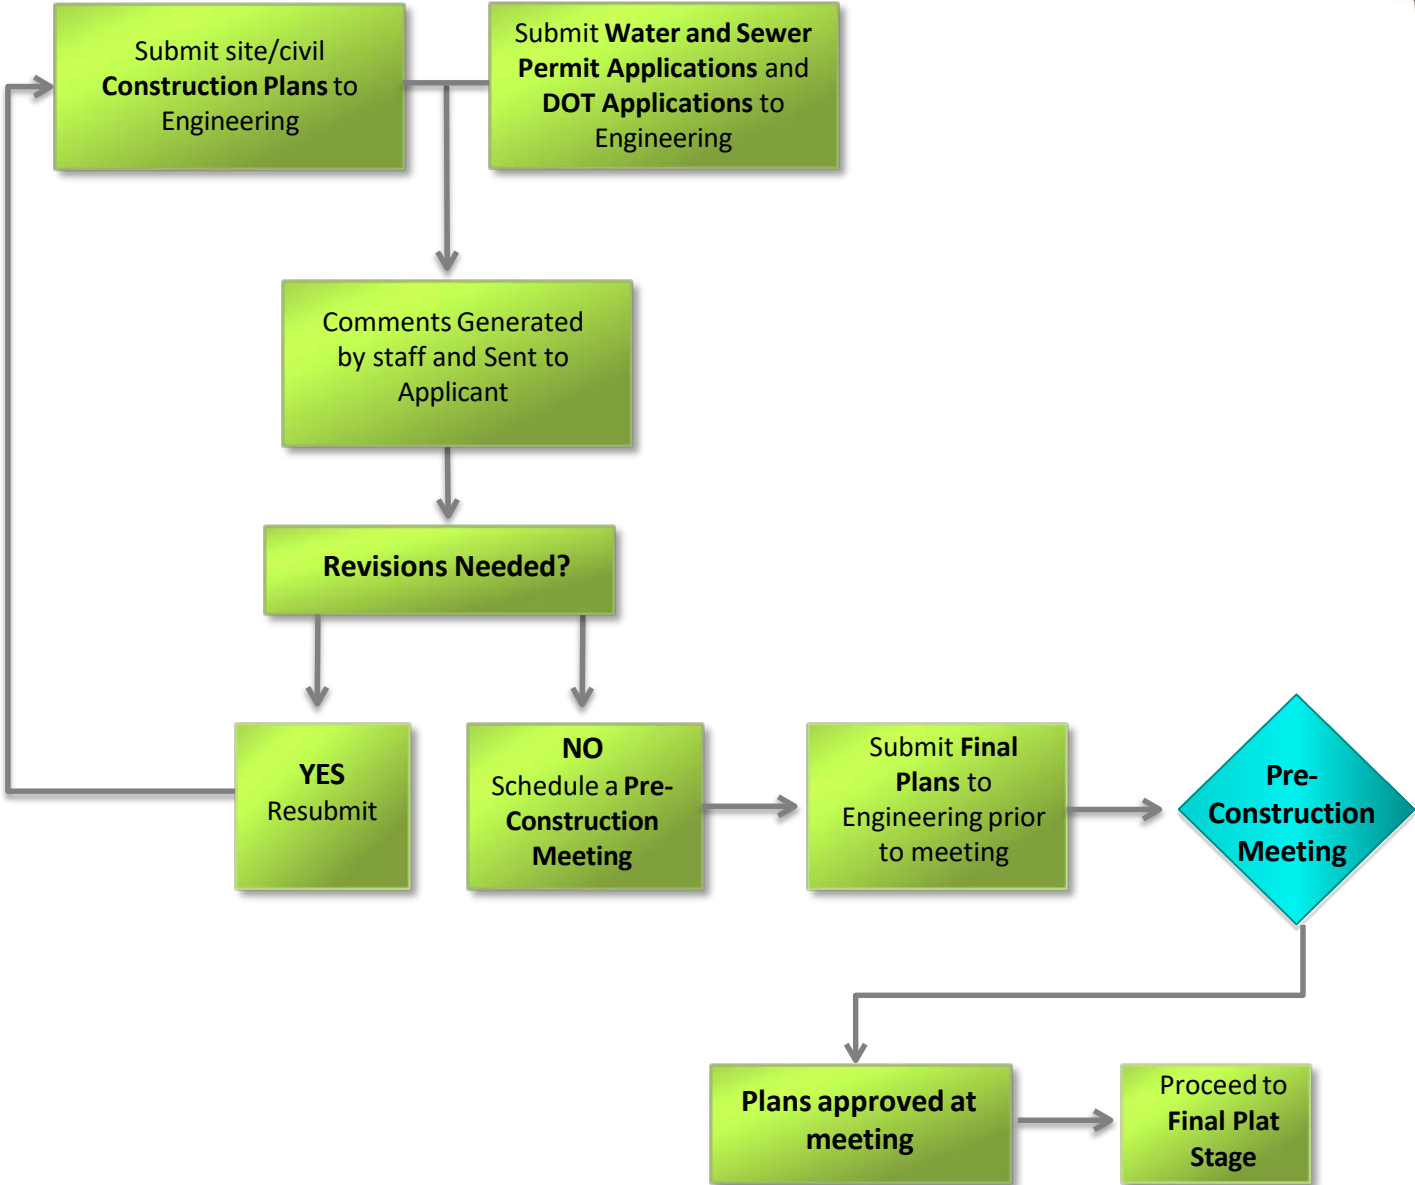 Submit site/civil
Construction Plans to
Engineering
Submit Water and Sewer
Permit Applications and
DOT Applications to
Engineering
Comments Generated
by staff and Sent to
Applicant
Revisions Needed?
YES
Resubmit
NO
Schedule a Pre-
Construction
Meeting
Submit Final
Plans to
Engineering prior
to meeting
Pre-
Construction
Meeting
Plans approved at
meeting
Proceed to
Final Plat
Stage